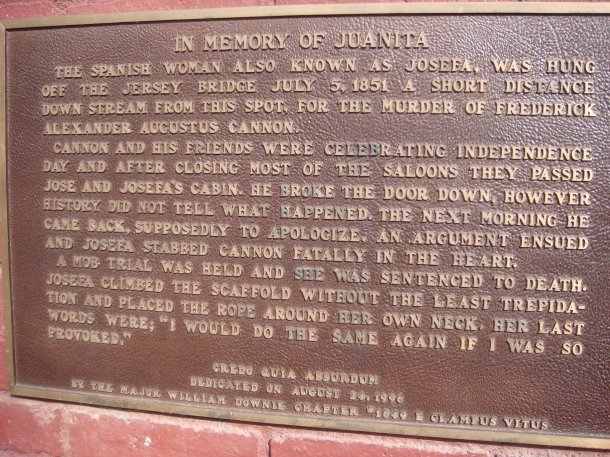 IN MEMORY OF JUANITA
THE SPANISH WOMAN ALSO KNOWN AS JOSEFA, WAS HUNG
OFF THE JERSEY BRIDGE JULY 5, 1851 A SHORT DISTANCE
DOWN STREAM FROM THIS SPOT, FOR THE MURDER OF FREDERICK
ALEXANDER AUGUSTUS CANNON.
CANNON AND HIS FRIENDS WERE CELEBRATING INDEPENDENCE
DAY AND AFTER CLOSING MOST OF THE SALOONS THEY PASSED
JOSE AND JOSEFA'S CABIN. HE BROKE THE DOOR DOWN, HOWEVER
HISTORY DID NOT TELL WHAT HAPPENED. THE NEXT MORNING HE
CAME BACK, SUPPOSEDLY TO APOLOGIZE. AN ARGUMENT ENSUED
AND JOSEFA STABBED CANNON FATALLY IN THE HEART.
A MOB TRIAL WAS HELD AND SHE WAS SENTENCED TO DEATH.
JOSEFA CLIMBED THE SCAFFOLD WITHOUT THE LEAST TREPIDA-
TION AND PLACED THE ROPE AROUND HER OWN NECK. HER LAST
WORDS WERE; "I WOULD DO THE SAME AGAIN IF I WAS SO
PROVOKED."
CREDO QUIA ABSURDUM
DEDICATED ON AUGUST 24, 1996
BY THE MAJOR WILLIAM DOWNIE CHAPTER #1849 E CLAMPUS VITUS